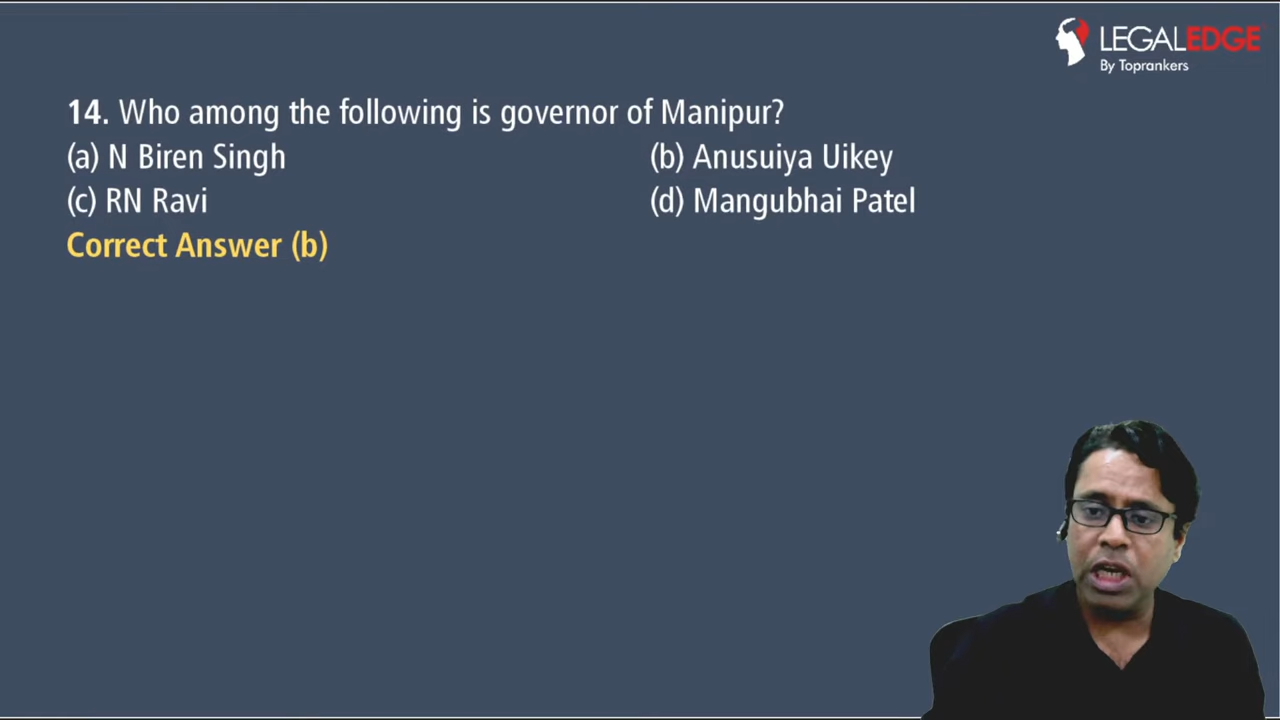 LEGALEDGE
By Toprankers
14. Who among the following is governor of Manipur?
(a) N Biren Singh (b) Anusuiya Uikey
(c) RN Ravi (d) Mangubhai Patel
Correct Answer (b)